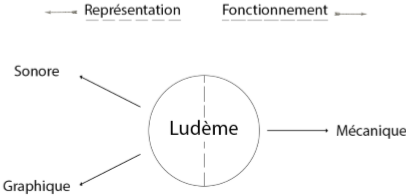 Représentation Fonctionnement
Sonore
Ludème
Mécanique
Graphique